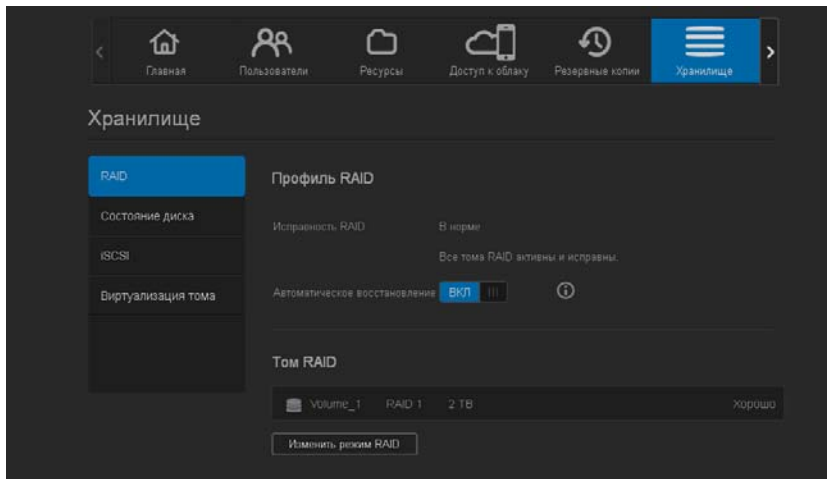 Главная
Пользователи
Ресурсы
Доступ к облаку
Резервные копии
Хранилище
Хранилище
RAID
Состояние диска
iSCSI
Виртуализация тома
Профиль RAID
Исправность RAID
В норме
Все тома RAID активны и исправны.
Автоматическое восстановление
ВКЛ
Том RAID
Volume_1 RAID 1 2 TB Хорошо
Изменить режим RAID